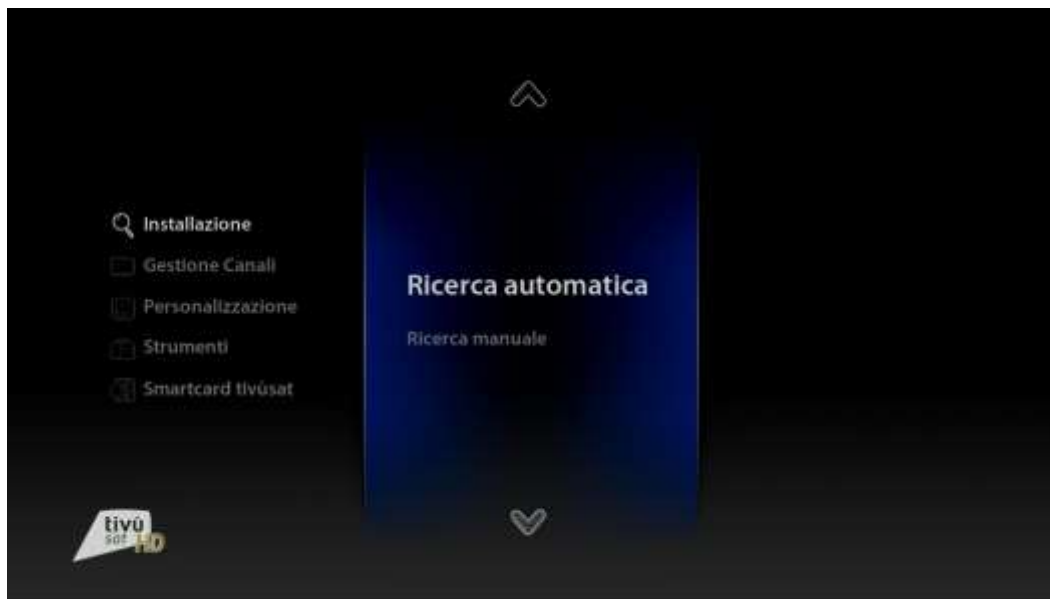 Installazione
Gestione Canali
Personalizzazione
Strumenti
Smartcard tivùsat
Ricerca automatica
Ricerca manuale
tivù
sat
HD